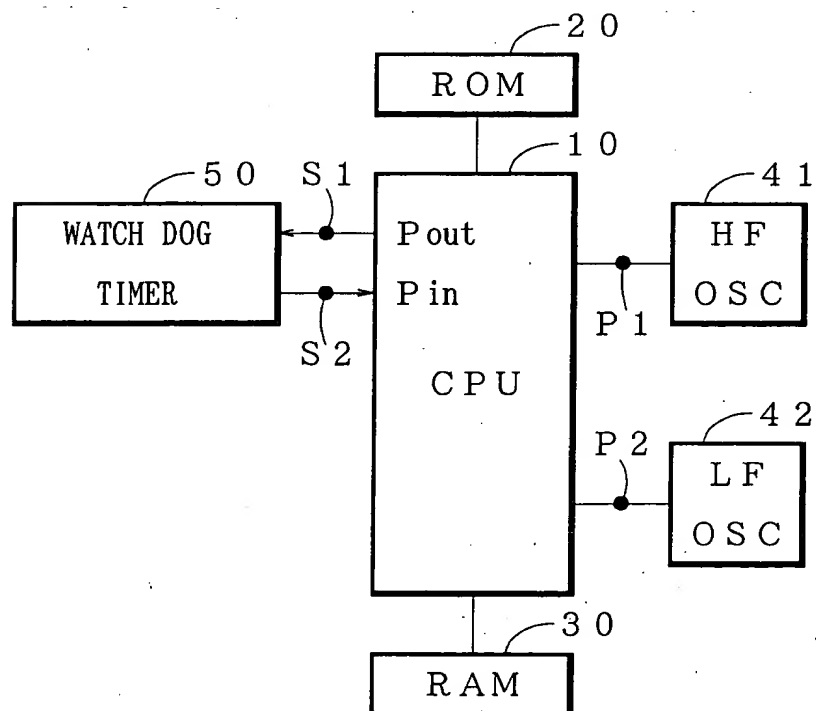 20
ROM
10
50
S1
41
WATCH DOG
TIMER
Pout
Pin
HF
OSC
S2
P1
CPU
42
P2
LF
OSC
30
RAM